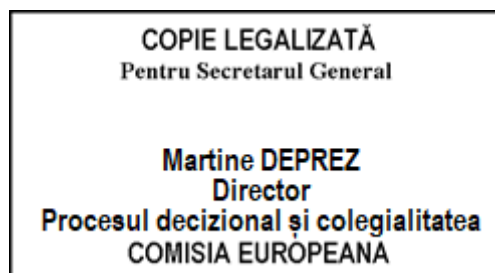 COPIE LEGALIZATĂ
Pentru Secretarul General
Martine DEPREZ
Director
Procesul decizional și colegialitatea
COMISIA EUROPEANA